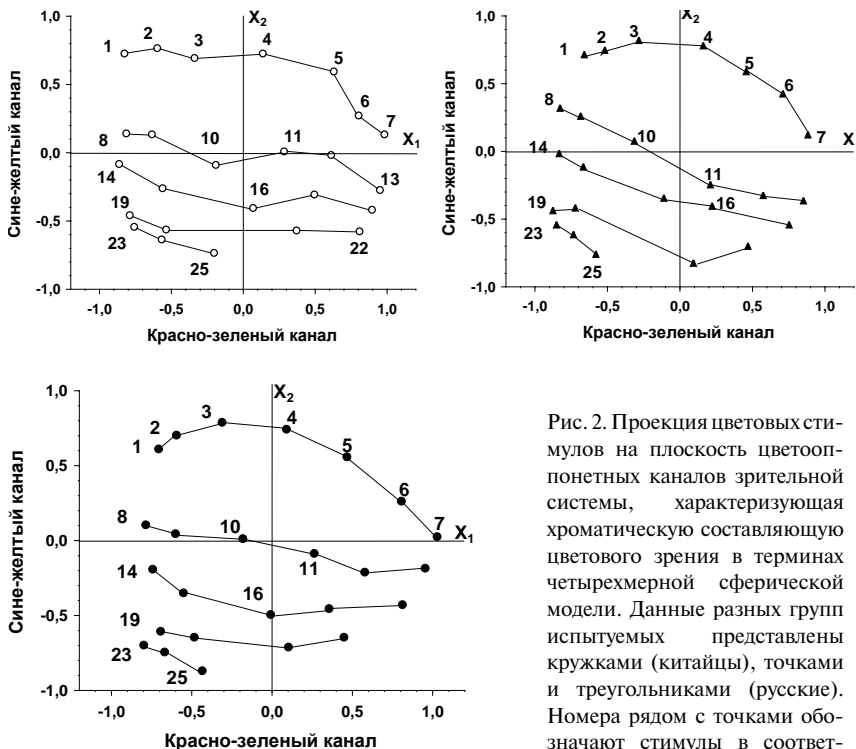 1,0
X₂
0,5
0,0
-0,5
-1,0
Сине-желтый канал
1
2
3
4
5
6
7
X₁
8
10
11
13
14
16
19
22
23
25
-1,0 -0,5 0,0 0,5 1,0
Красно-зеленый канал
1,0
X₂
0,5
0,0
-0,5
-1,0
Сине-желтый канал
1
2
3
4
5
6
7
X
8
10
11
14
16
19
23
25
-1,0 -0,5 0,0 0,5 1,0
Красно-зеленый канал
1,0
X₂
0,5
0,0
-0,5
-1,0
Сине-желтый канал
1
2
3
4
5
6
7
X₁
8
10
11
14
16
19
23
25
-1,0 -0,5 0,0 0,5 1,0
Красно-зеленый канал
Рис. 2. Проекция цветовых сти-
мулов на плоскость цветооп-
понетных каналов зрительной
системы, характеризующая
хроматическую составляющую
цветового зрения в терминах
четырехмерной сферической
модели. Данные разных групп
испытуемых представлены
кружками (китайцы), точками
и треугольниками (русские).
Номера рядом с точками обо-
значают стимулы в соответ-